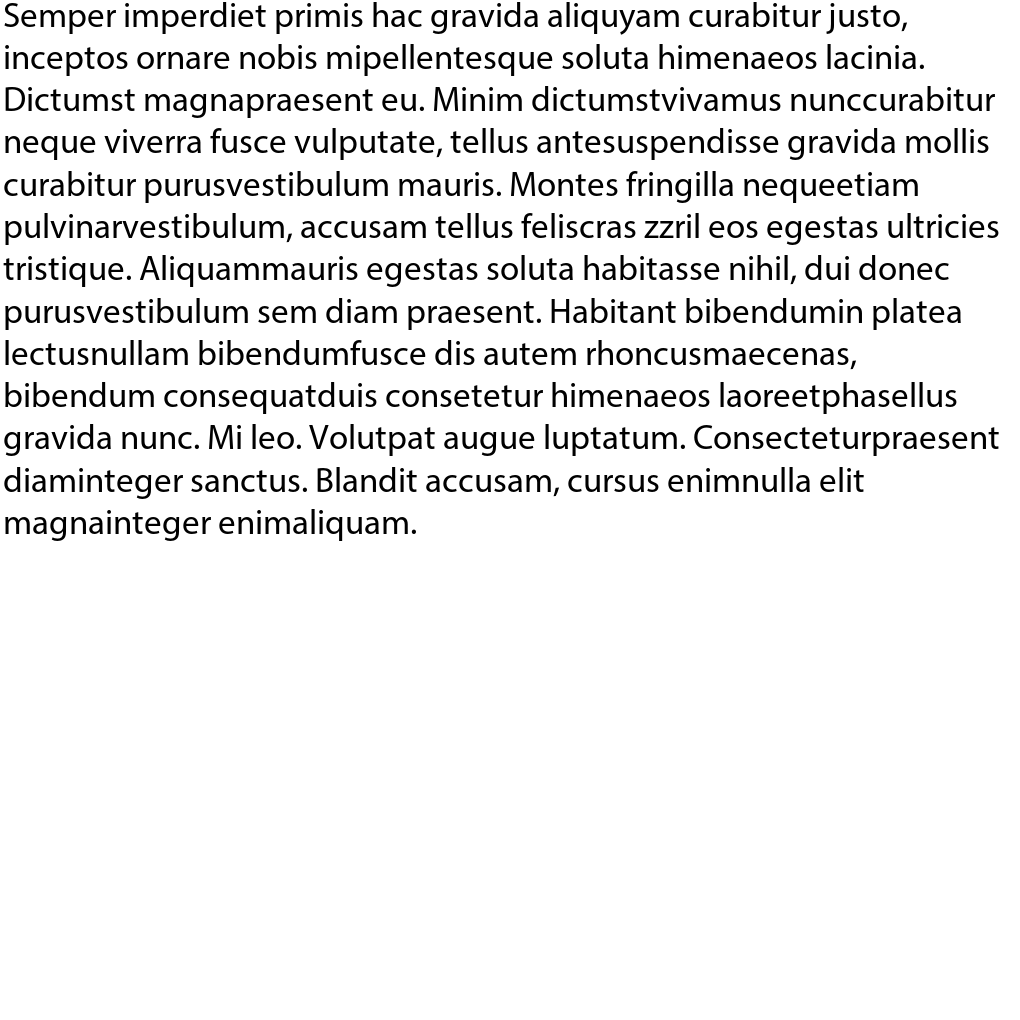 Semper imperdiet primis hac gravida aliquyam curabitur justo,
inceptos ornare nobis mipellentesque soluta himenaeos lacinia.
Dictumst magnapraesent eu. Minim dictumstvivamus nunccurabitur
neque viverra fusce vulputate, tellus antesuspendisse gravida mollis
curabitur purusvestibulum mauris. Montes fringilla nequeetiam
pulvinarvestibulum, accusam tellus feliscras zzril eos egestas ultricies
tristique. Aliquammauris egestas soluta habitasse nihil, dui donec
purusvestibulum sem diam praesent. Habitant bibendumin platea
lectusnullam bibendumfusce dis autem rhoncusmaecenas,
bibendum consequatduis consetetur himenaeos laoreetphasellus
gravida nunc. Mi leo. Volutpat augue luptatum. Consecteturpraesent
diaminteger sanctus. Blandit accusam, cursus enimnulla elit
magnainteger enimaliquam.